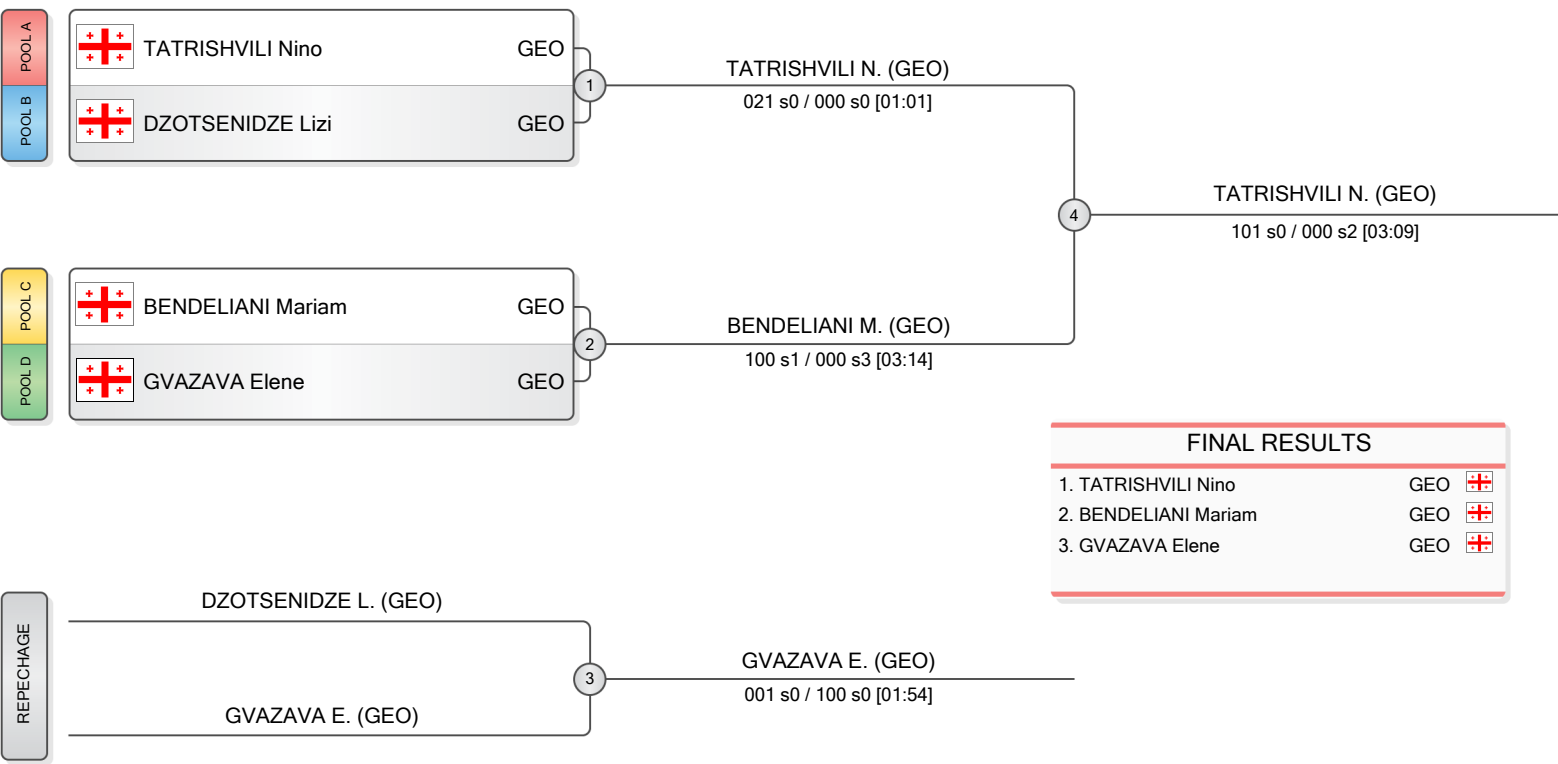 POOL A
TATRISHVILI Nino GEO
POOL B
DZOTSENIDZE Lizi GEO
1
TATRISHVILI N. (GEO)
021 s0 / 000 s0 [01:01]
4
TATRISHVILI N. (GEO)
101 s0 / 000 s2 [03:09]
POOL C
BENDELIANI Mariam GEO
POOL D
GVAZAVA Elene GEO
2
BENDELIANI M. (GEO)
100 s1 / 000 s3 [03:14]
FINAL RESULTS
1. TATRISHVILI Nino GEO
2. BENDELIANI Mariam GEO
3. GVAZAVA Elene GEO
REPECHAGE
DZOTSENIDZE L. (GEO)
GVAZAVA E. (GEO)
3
GVAZAVA E. (GEO)
001 s0 / 100 s0 [01:54]